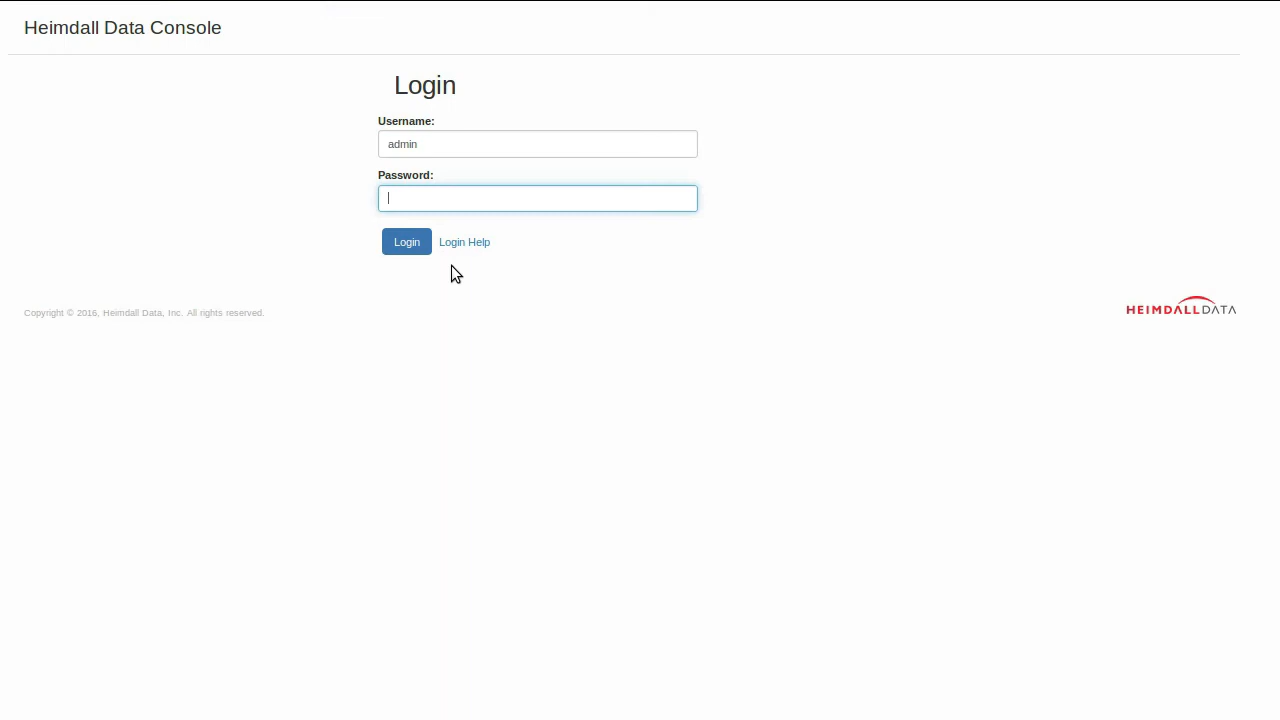 Heimdall Data Console
Login
Username:
admin
Password:
Login Login Help
Copyright © 2016, Heimdall Data, Inc. All rights reserved.
HEIMDALLDATA